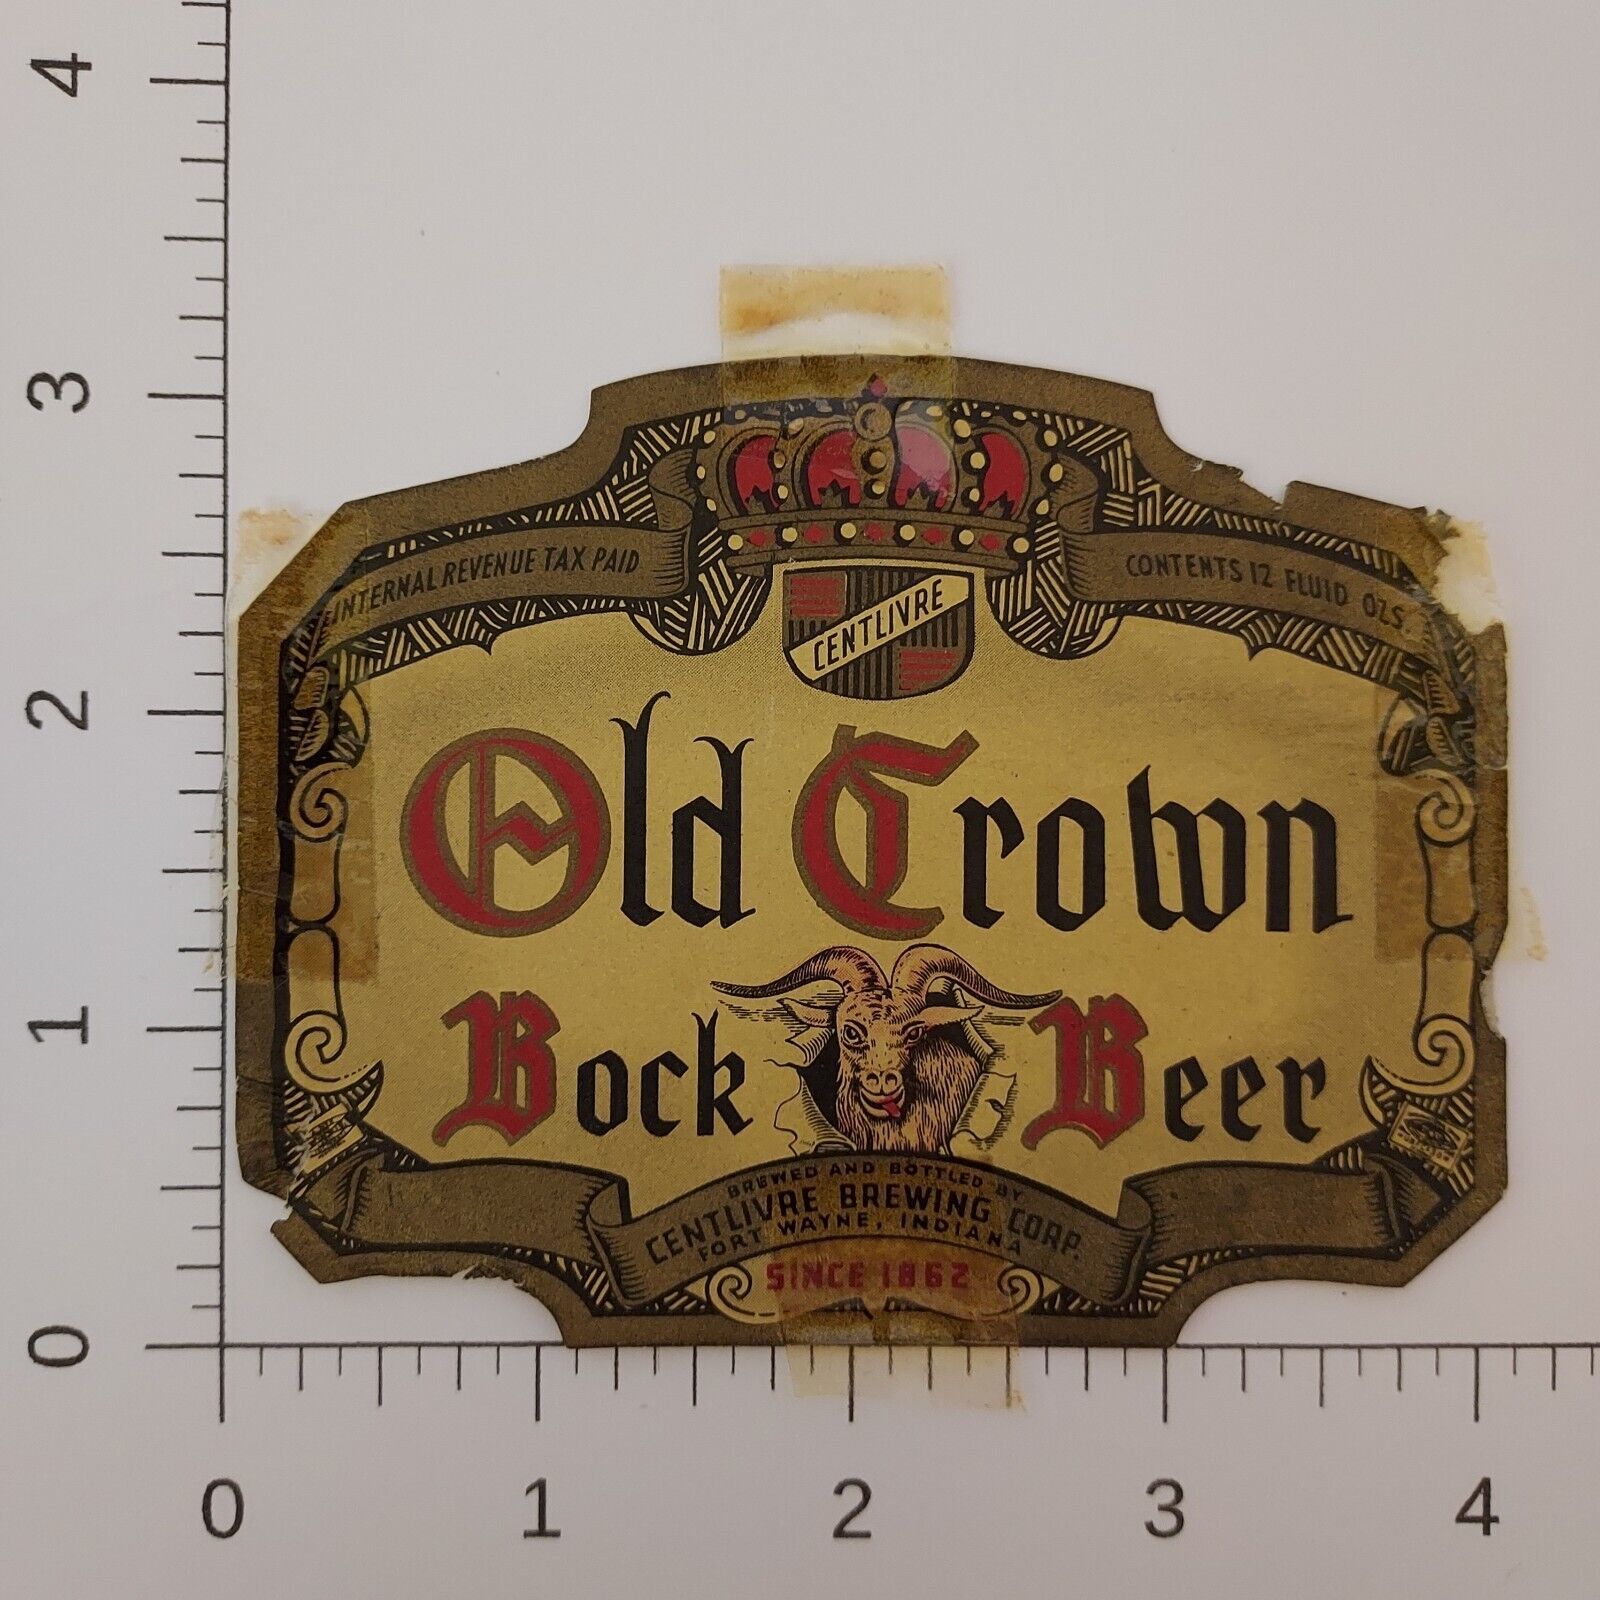 4
3
2
1
0
INTERNAL REVENUE TAX PAID
CONTENTS 12 FLUID OZS.
CENTLIVRE
Old Crown
Bock Beer
BREWED AND BOTTLED BY
CENTLIVRE BREWING CORP.
FORT WAYNE, INDIANA
SINCE 1862
0 1 2 3 4